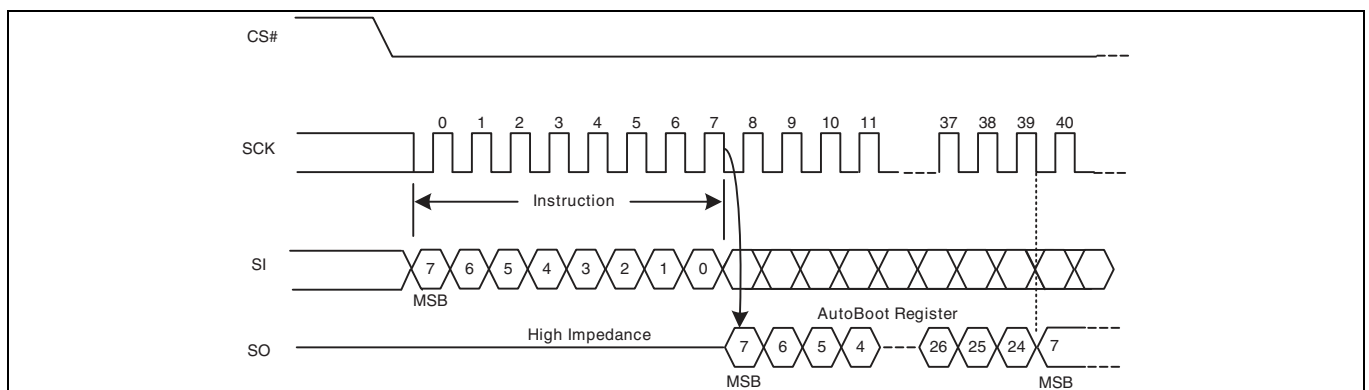 CS#
0 1 2 3 4 5 6 7 8 9 10 11 37 38 39 40
SCK
Instruction
SI
7 6 5 4 3 2 1 0
MSB
AutoBoot Register
High Impedance
SO
7 6 5 4 26 25 24 7
MSB MSB